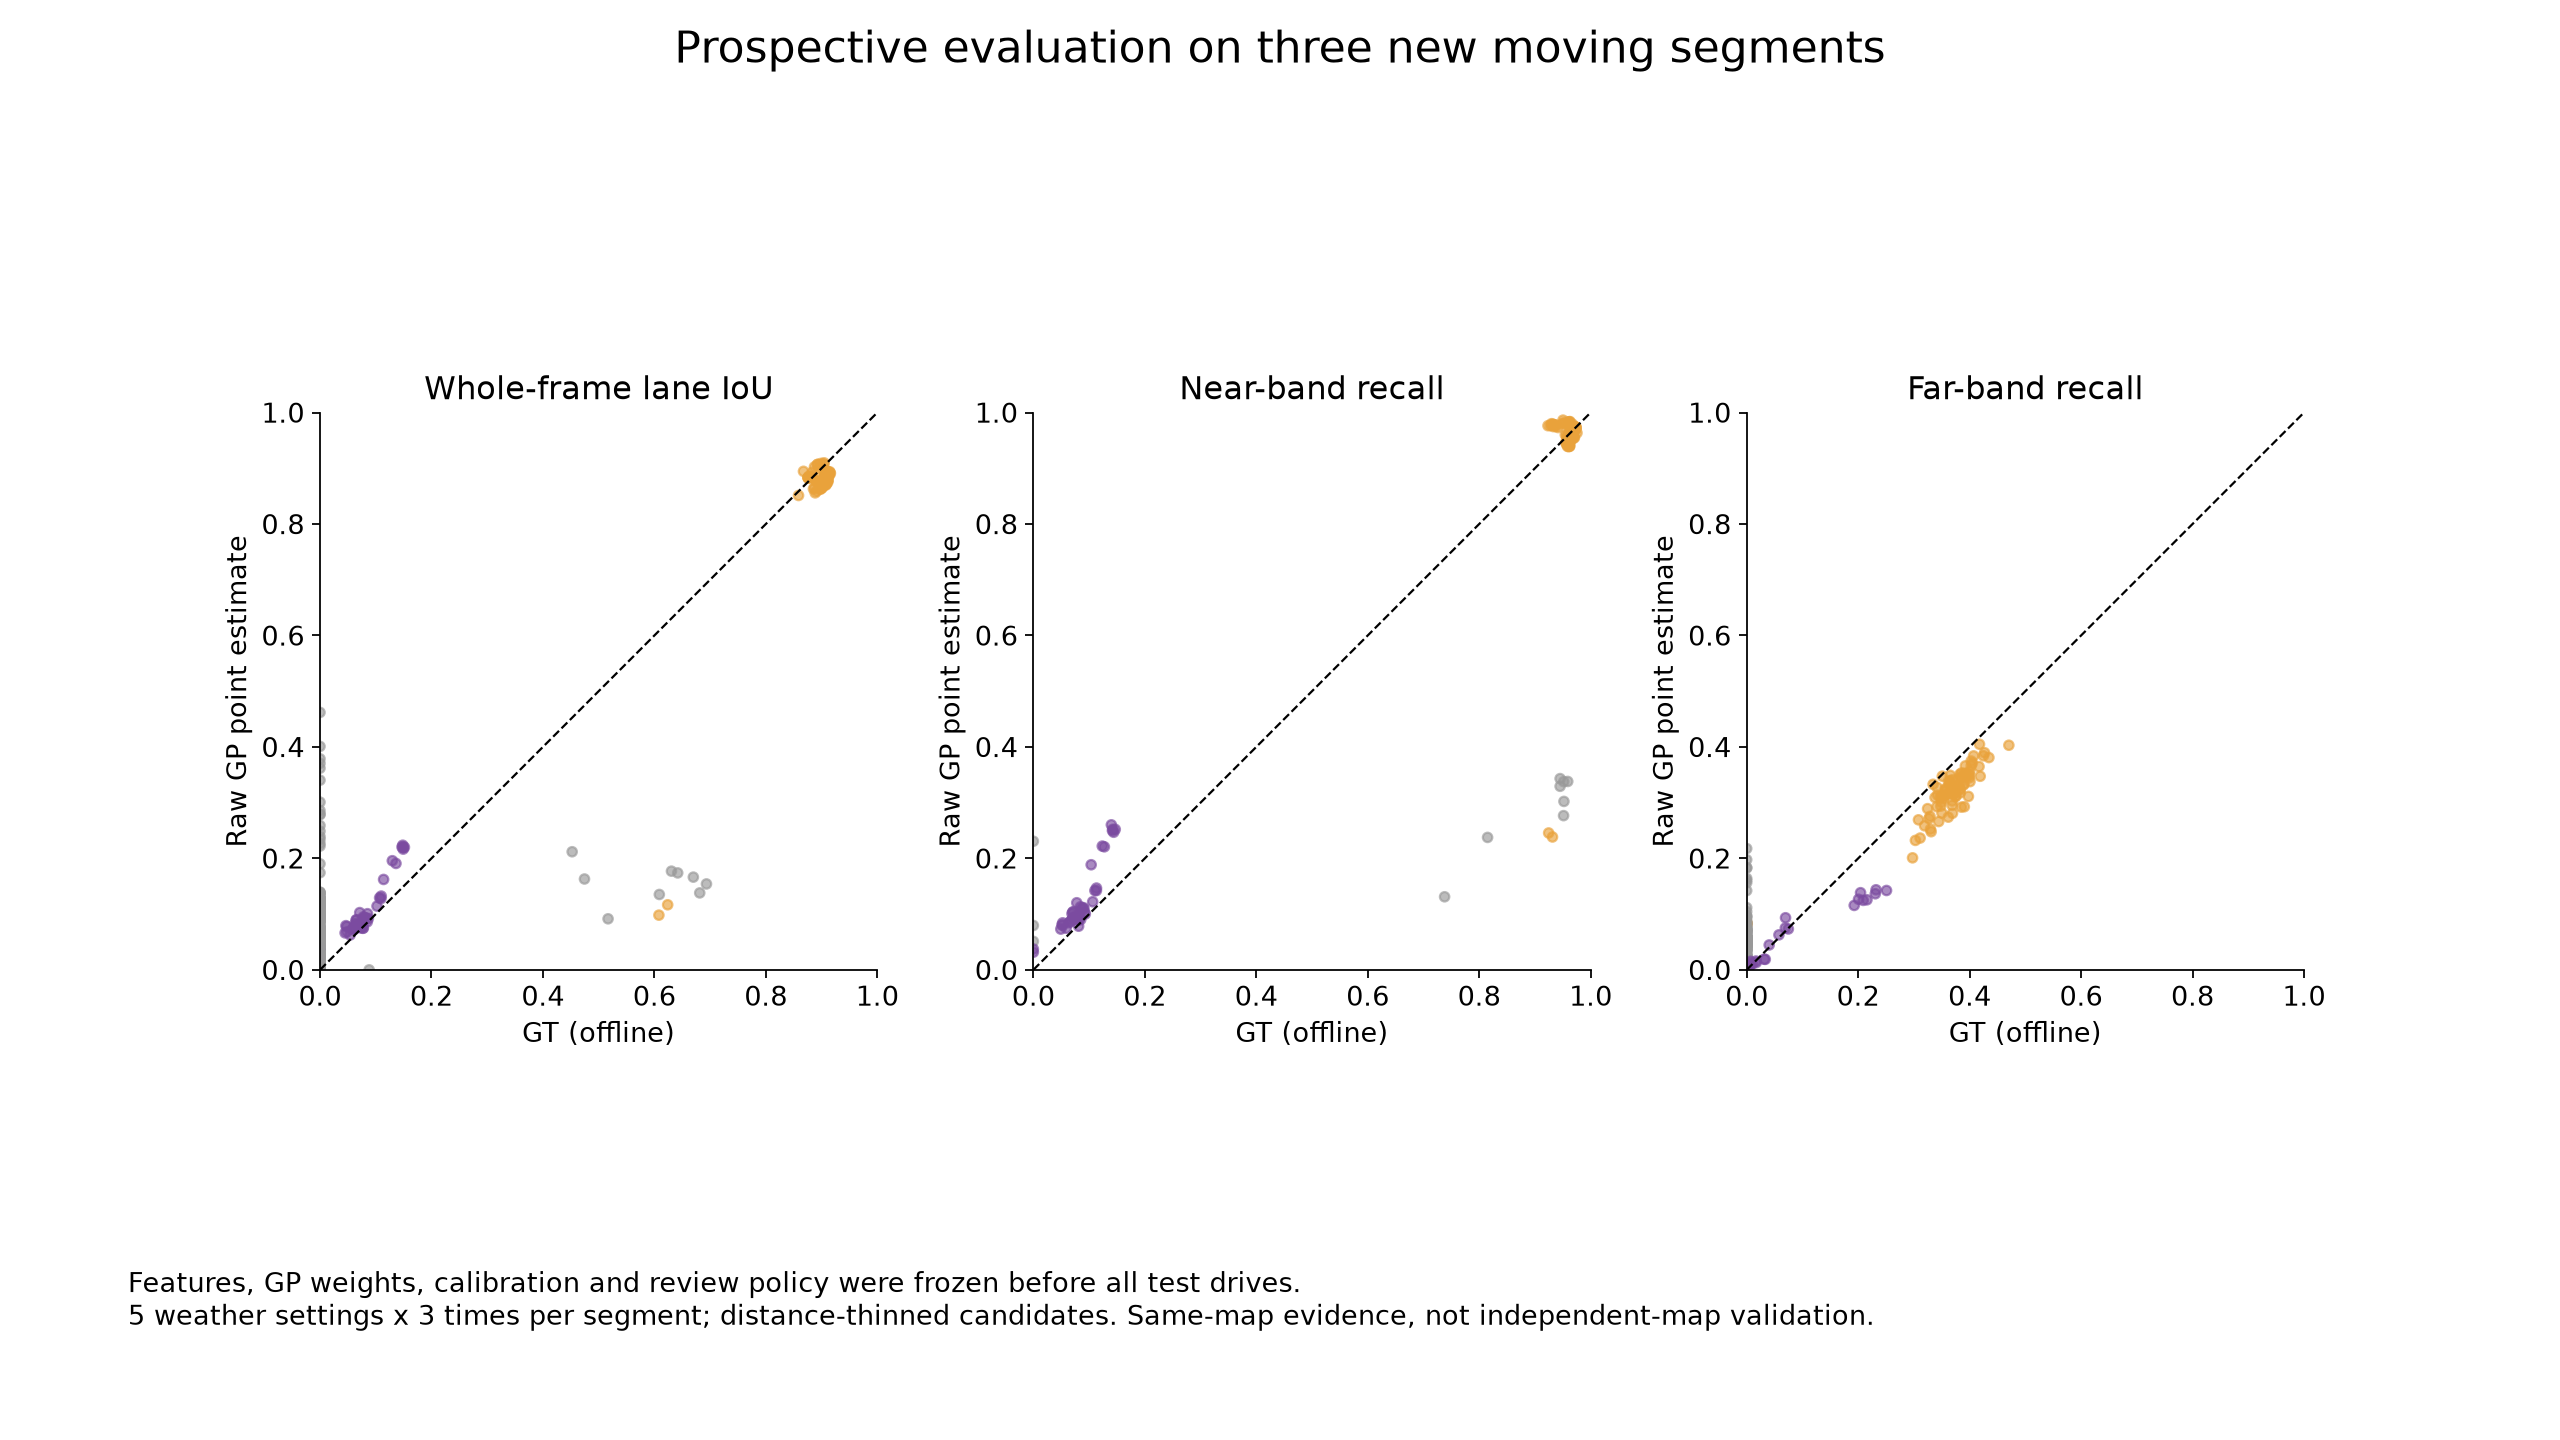 Prospective evaluation on three new moving segments
Whole-frame lane IoU
Raw GP point estimate
1.0
0.8
0.6
0.4
0.2
0.0
0.0 0.2 0.4 0.6 0.8 1.0
GT (offline)
Near-band recall
Raw GP point estimate
1.0
0.8
0.6
0.4
0.2
0.0
0.0 0.2 0.4 0.6 0.8 1.0
GT (offline)
Far-band recall
Raw GP point estimate
1.0
0.8
0.6
0.4
0.2
0.0
0.0 0.2 0.4 0.6 0.8 1.0
GT (offline)
Features, GP weights, calibration and review policy were frozen before all test drives.
5 weather settings x 3 times per segment; distance-thinned candidates. Same-map evidence, not independent-map validation.